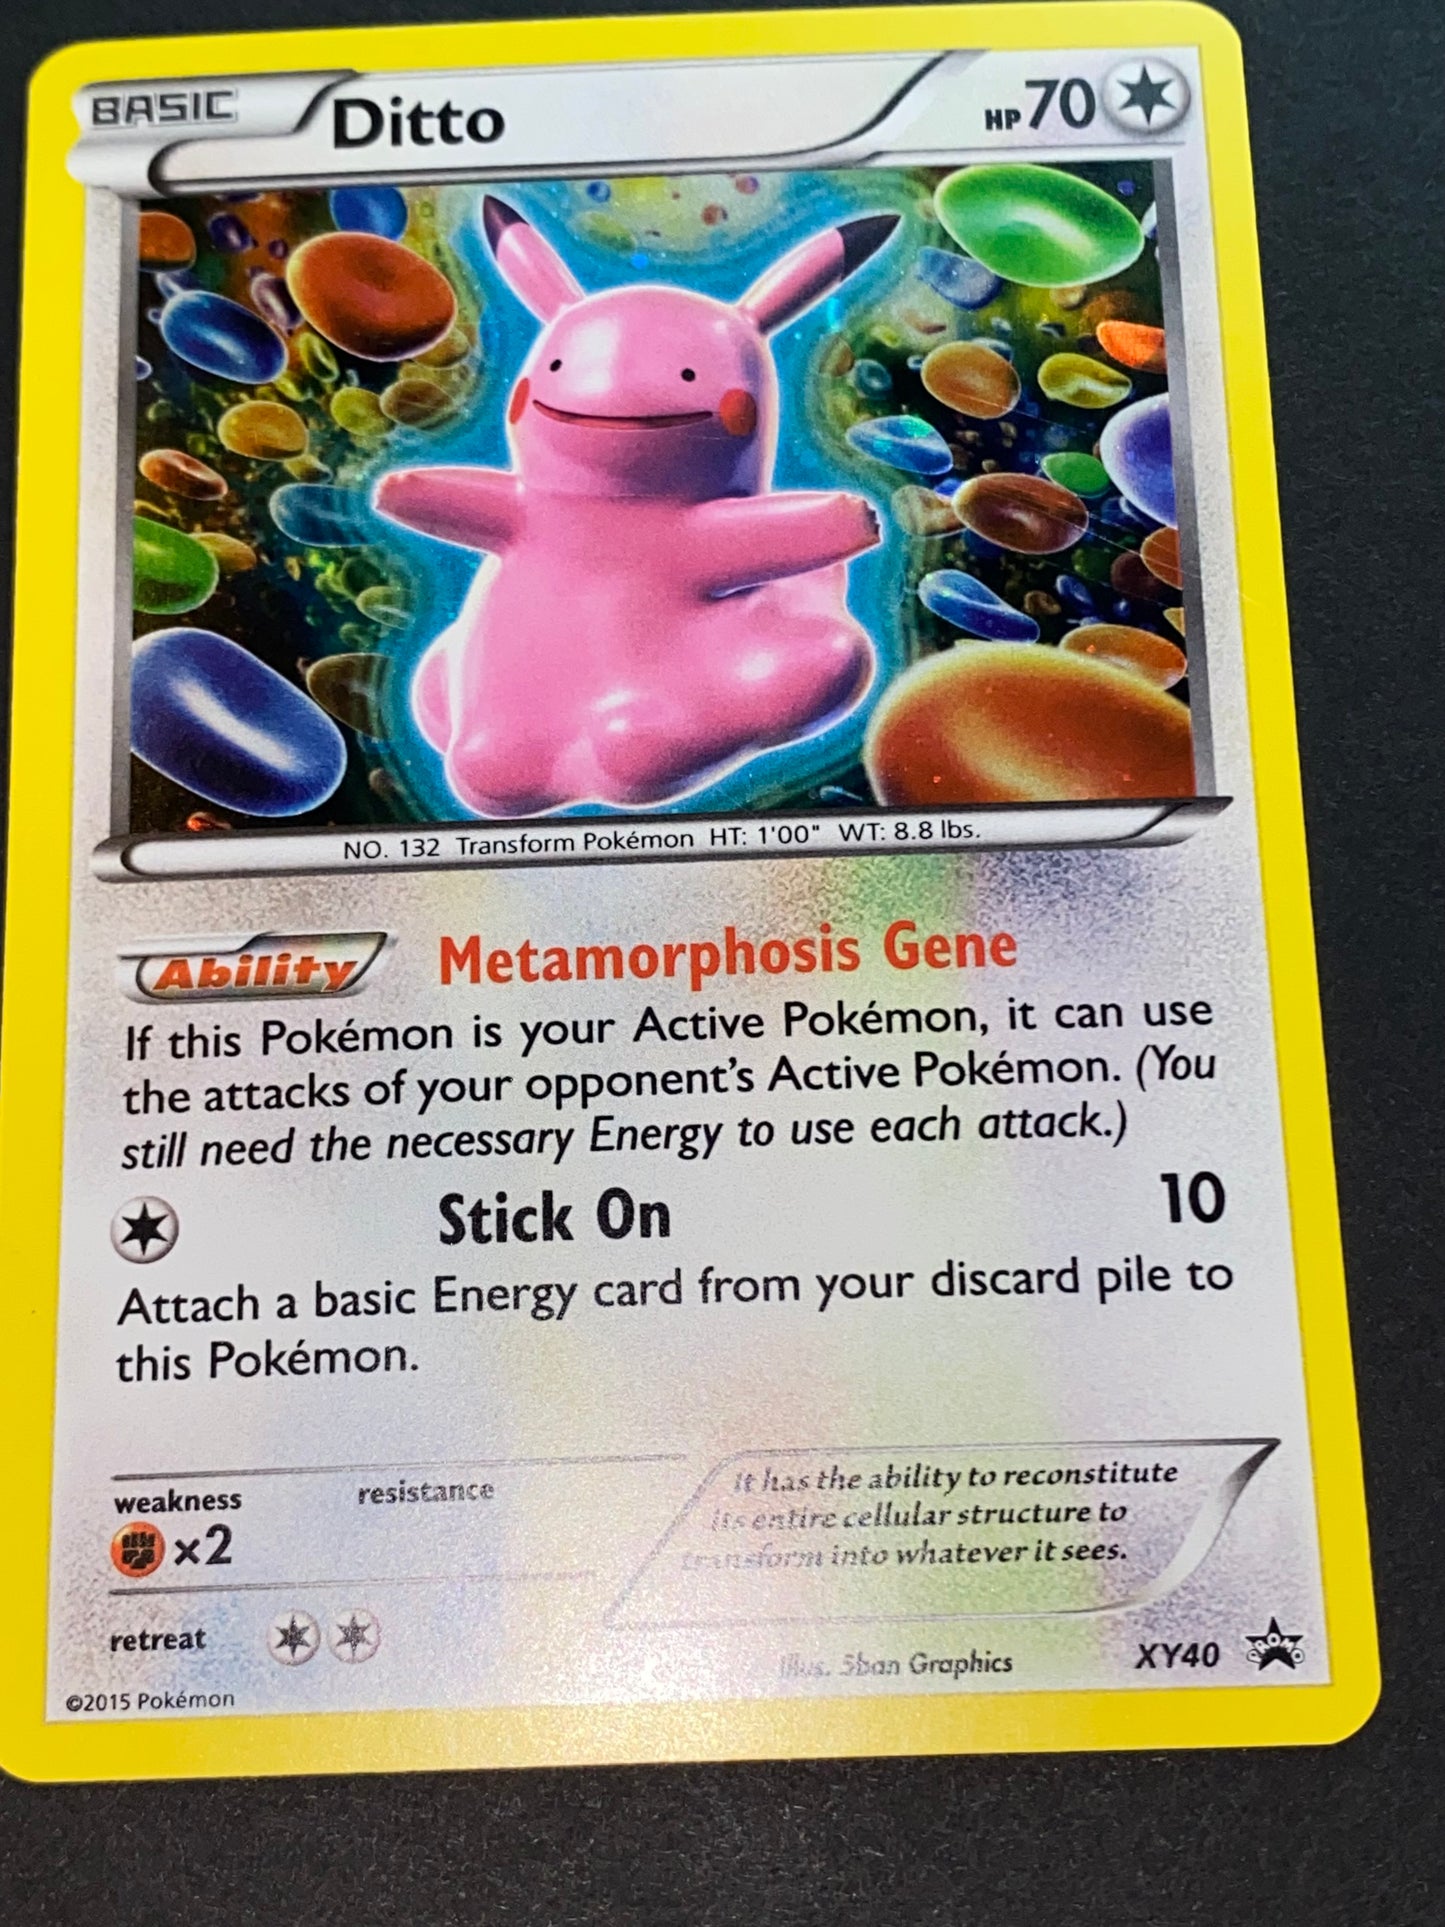 BASIC Ditto HP 70
NO. 132 Transform Pokémon HT: 1'00" WT: 8.8 lbs.
Ability Metamorphosis Gene
If this Pokémon is your Active Pokémon, it can use
the attacks of your opponent's Active Pokémon. (You
still need the necessary Energy to use each attack.)
Stick On 10
Attach a basic Energy card from your discard pile to
this Pokémon.
weakness resistance
×2
It has the ability to reconstitute
its entire cellular structure to
transform into whatever it sees.
retreat
Illus. 5ban Graphics XY40 PROMO
©2015 Pokémon